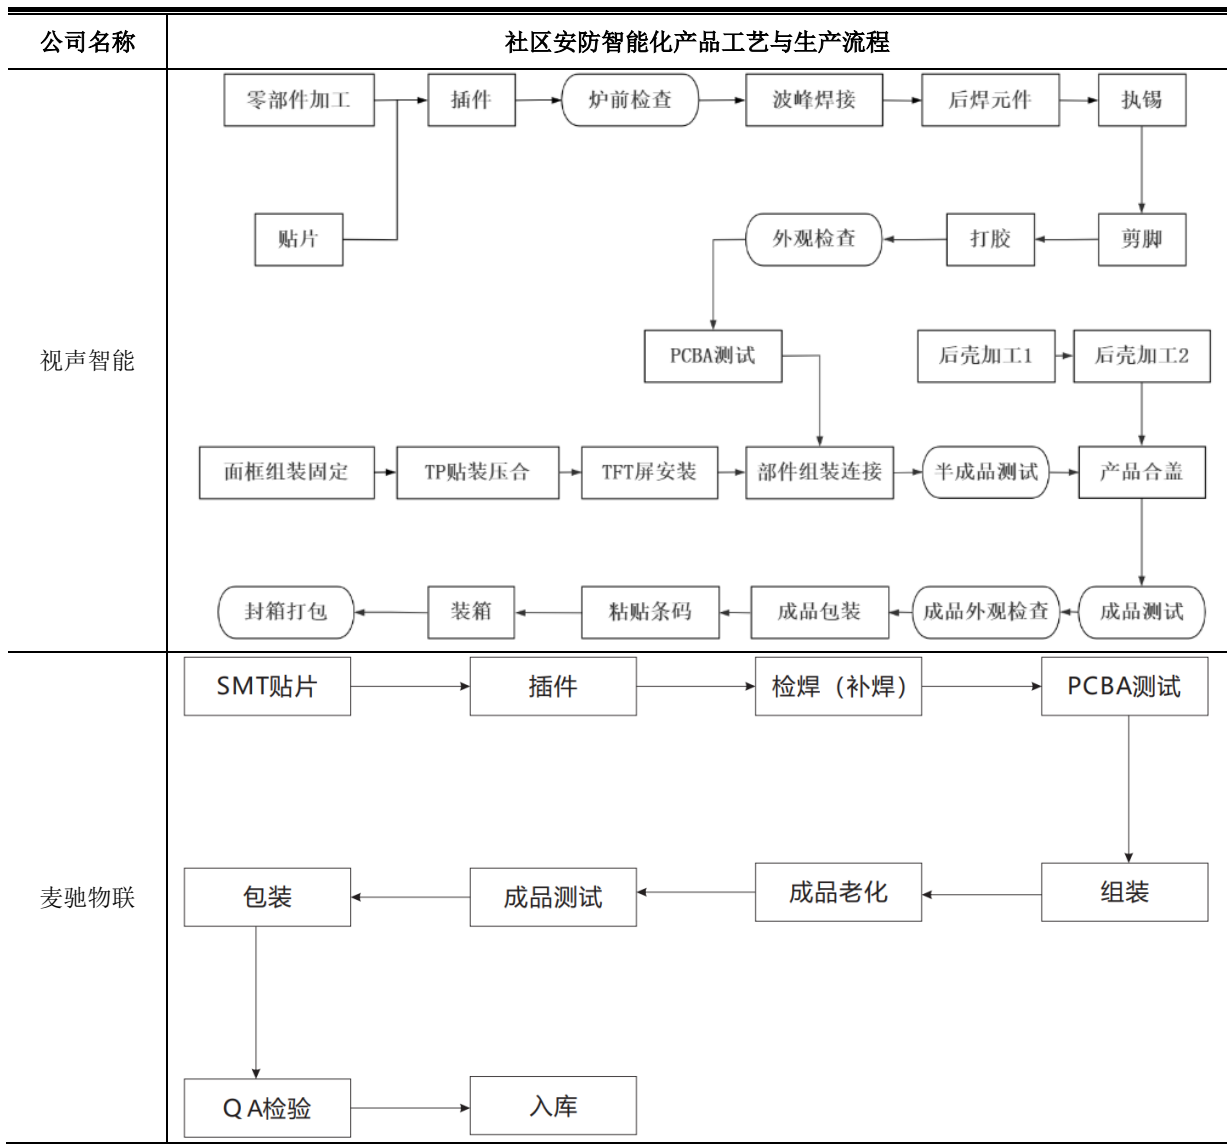 公司名称
社区安防智能化产品工艺与生产流程
视声智能
零部件加工
插件
炉前检查
波峰焊接
后焊元件
执锡
贴片
外观检查
打胶
剪脚
PCBA测试
后壳加工1
后壳加工2
面框组装固定
TP贴装压合
TFT屏安装
部件组装连接
半成品测试
产品合盖
封箱打包
装箱
粘贴条码
成品包装
成品外观检查
成品测试
麦驰物联
SMT贴片
插件
检焊（补焊）
PCBA测试
包装
成品测试
成品老化
组装
QA检验
入库